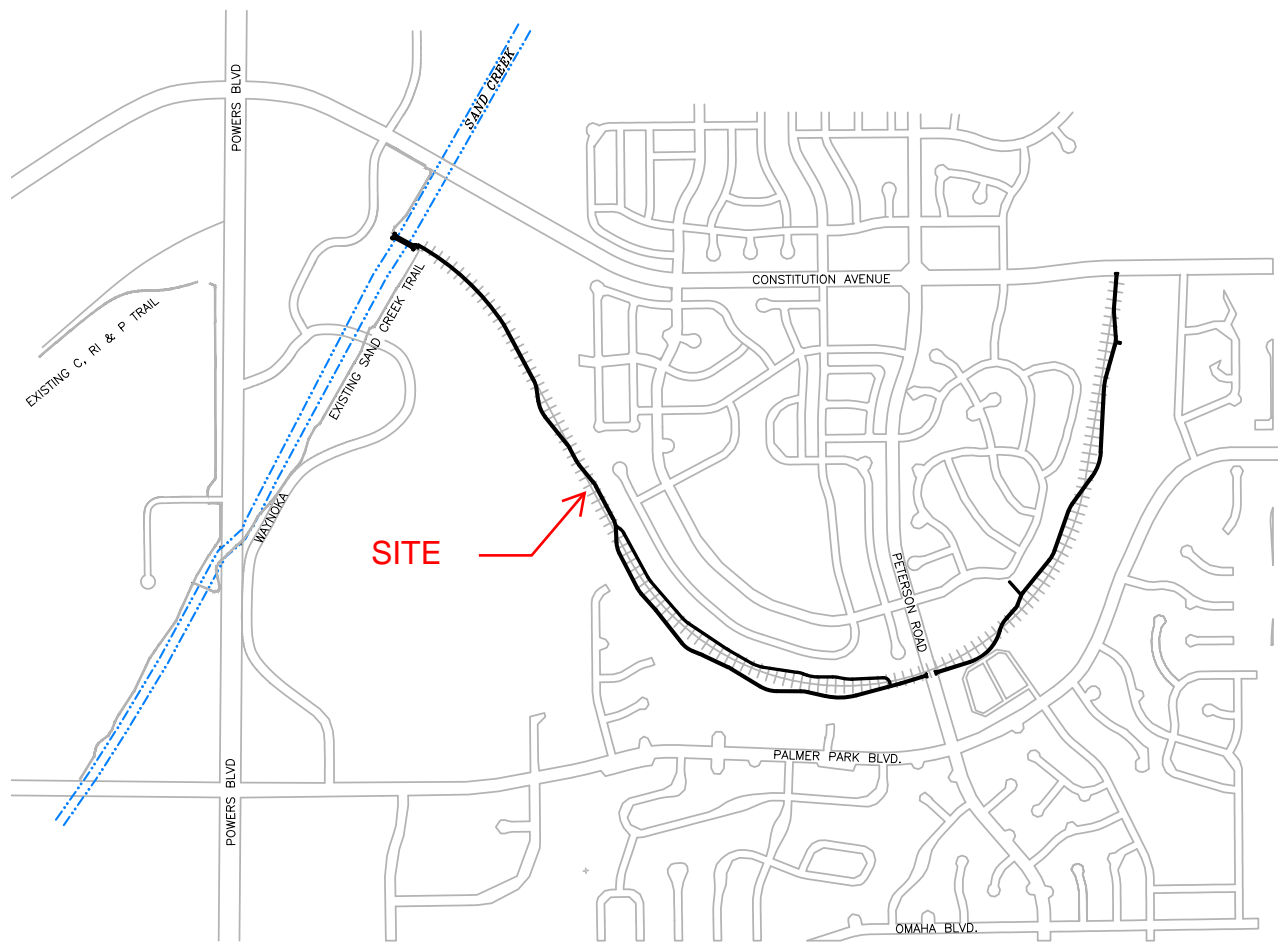 POWERS BLVD
SAND CREEK
CONSTITUTION AVENUE
EXISTING C, RI & P TRAIL
EXISTING SAND CREEK TRAIL
WAYNOKA
SITE
PETERSON ROAD
PALMER PARK BLVD.
POWERS BLVD
OMAHA BLVD.